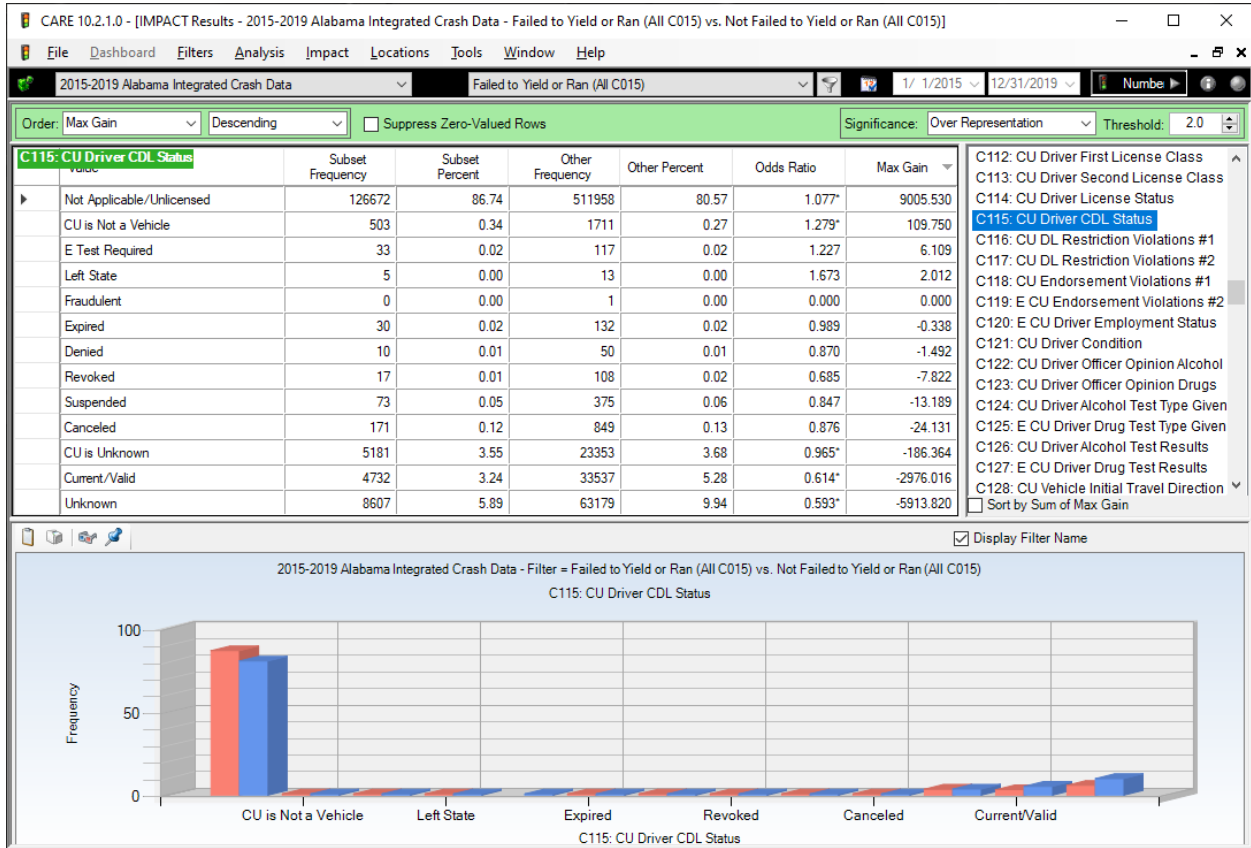 CARE 10.2.1.0 - [IMPACT Results - 2015-2019 Alabama Integrated Crash Data - Failed to Yield or Ran (All C015) vs. Not Failed to Yield or Ran (All C015)]
File Dashboard Filters Analysis Impact Locations Tools Window Help
2015-2019 Alabama Integrated Crash Data Failed to Yield or Ran (All C015) 1/ 1/2015 12/31/2019 Numbe
Order: Max Gain Descending Suppress Zero-Valued Rows Significance: Over Representation Threshold: 2.0
C115: CU Driver CDL Status Subset Frequency Subset Percent Other Frequency Other Percent Odds Ratio Max Gain
Not Applicable/Unlicensed 126672 86.74 511958 80.57 1.077* 9005.530
CU is Not a Vehicle 503 0.34 1711 0.27 1.279* 109.750
E Test Required 33 0.02 117 0.02 1.227 6.109
Left State 5 0.00 13 0.00 1.673 2.012
Fraudulent 0 0.00 1 0.00 0.000 0.000
Expired 30 0.02 132 0.02 0.989 -0.338
Denied 10 0.01 50 0.01 0.870 -1.492
Revoked 17 0.01 108 0.02 0.685 -7.822
Suspended 73 0.05 375 0.06 0.847 -13.189
Canceled 171 0.12 849 0.13 0.876 -24.131
CU is Unknown 5181 3.55 23353 3.68 0.965* -186.364
Current/Valid 4732 3.24 33537 5.28 0.614* -2976.016
Unknown 8607 5.89 63179 9.94 0.593* -5913.820
C112: CU Driver First License Class
C113: CU Driver Second License Class
C114: CU Driver License Status
C115: CU Driver CDL Status
C116: CU DL Restriction Violations #1
C117: CU DL Restriction Violations #2
C118: CU Endorsement Violations #1
C119: E CU Endorsement Violations #2
C120: E CU Driver Employment Status
C121: CU Driver Condition
C122: CU Driver Officer Opinion Alcohol
C123: CU Driver Officer Opinion Drugs
C124: CU Driver Alcohol Test Type Given
C125: E CU Driver Drug Test Type Given
C126: CU Driver Alcohol Test Results
C127: E CU Driver Drug Test Results
C128: CU Vehicle Initial Travel Direction
Sort by Sum of Max Gain
Display Filter Name
2015-2019 Alabama Integrated Crash Data - Filter = Failed to Yield or Ran (All C015) vs. Not Failed to Yield or Ran (All C015)
C115: CU Driver CDL Status
100
50
0
Frequency
CU is Not a Vehicle Left State Expired Revoked Canceled Current/Valid
C115: CU Driver CDL Status